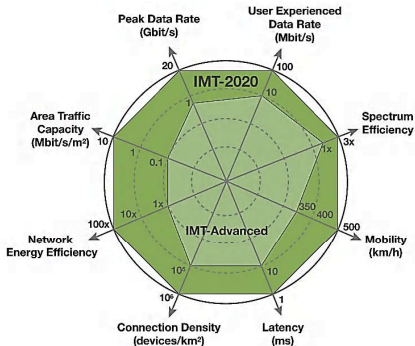 Peak Data Rate
(Gbit/s)
User Experienced
Data Rate
(Mbit/s)
20
100
IMT-2020
1
10
Area Traffic
Capacity
(Mbit/s/m²)
Spectrum
Efficiency
10
1
0.1
1x
3x
100x
10x
1x
350
400
500
Network
Energy Efficiency
IMT-Advanced
Mobility
(km/h)
10⁵
10
10⁶
1
Connection Density
(devices/km²)
Latency
(ms)